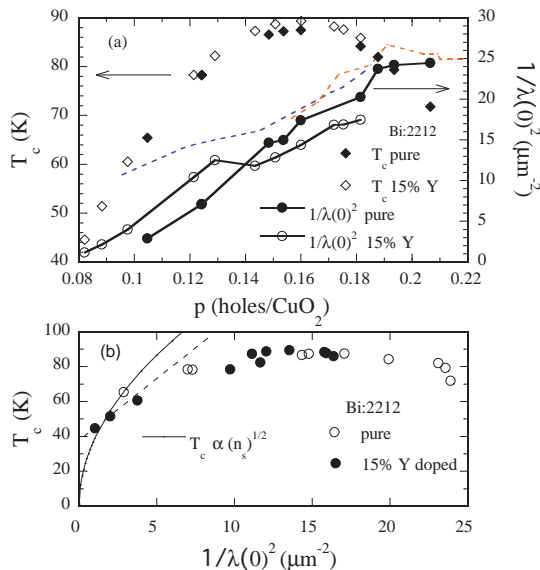 (a)
90
80
70
60
50
40
T_c (K)
30
25
20
15
10
5
0
1/λ(0)² (μm⁻²)
Bi:2212
T_c pure
T_c 15% Y
1/λ(0)² pure
1/λ(0)² 15% Y
0.08 0.1 0.12 0.14 0.16 0.18 0.2 0.22
p (holes/CuO₂)
(b)
100
80
60
40
20
0
T_c (K)
Bi:2212
pure
15% Y doped
T_c α (n_s)^1/2
0 5 10 15 20 25
1/λ(0)² (μm⁻²)